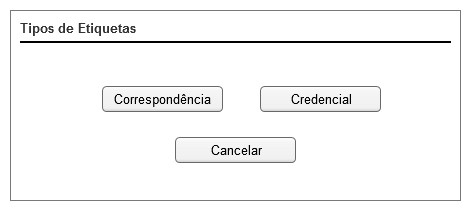 Tipos de Etiquetas
Correspondência Credencial
Cancelar